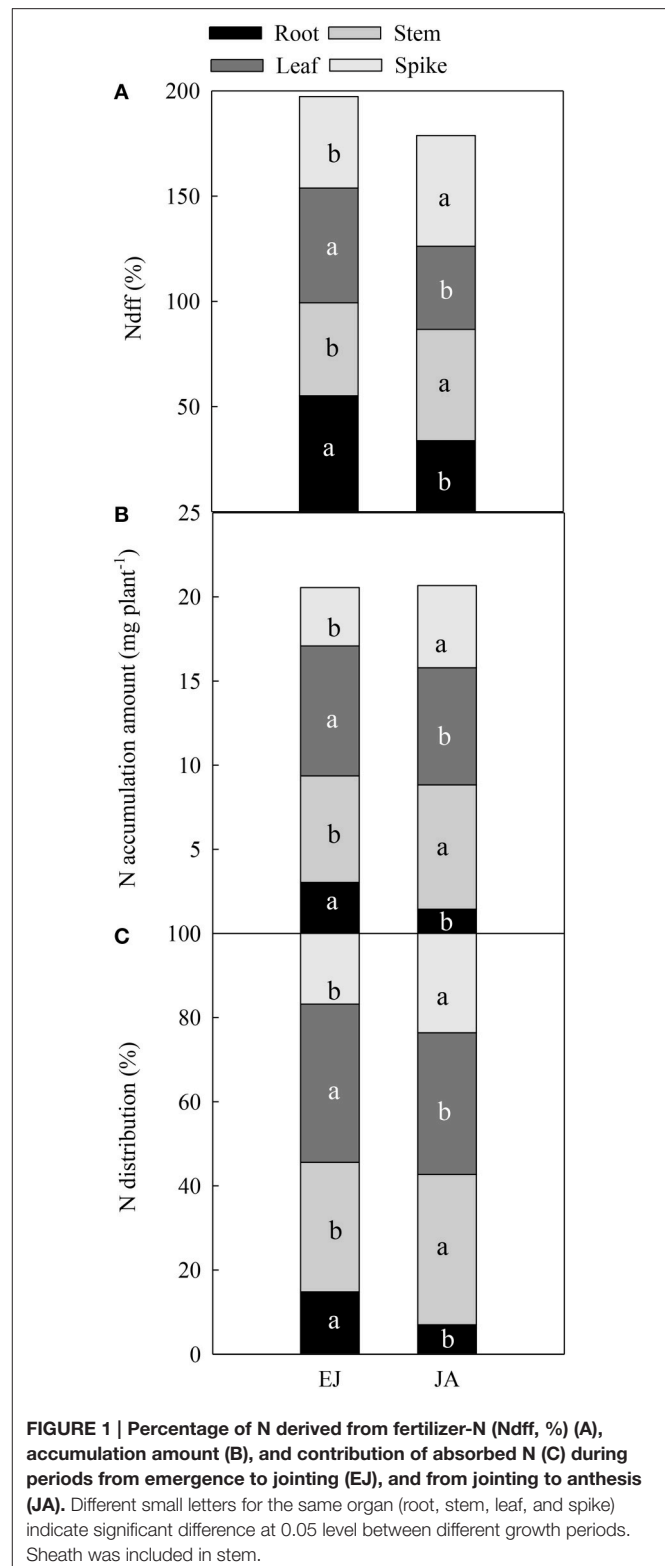 Root Stem
Leaf Spike
A
200
150
100
50
Ndff (%)
b
a
b
a
a
b
a
b
B
25
20
15
10
5
N accumulation amount (mg plant⁻¹)
b
a
b
a
a
b
a
b
C
100
80
60
40
20
0
N distribution (%)
b
a
b
a
a
b
a
b
EJ JA
FIGURE 1 | Percentage of N derived from fertilizer-N (Ndff, %) (A),
accumulation amount (B), and contribution of absorbed N (C) during
periods from emergence to jointing (EJ), and from jointing to anthesis
(JA). Different small letters for the same organ (root, stem, leaf, and spike)
indicate significant difference at 0.05 level between different growth periods.
Sheath was included in stem.